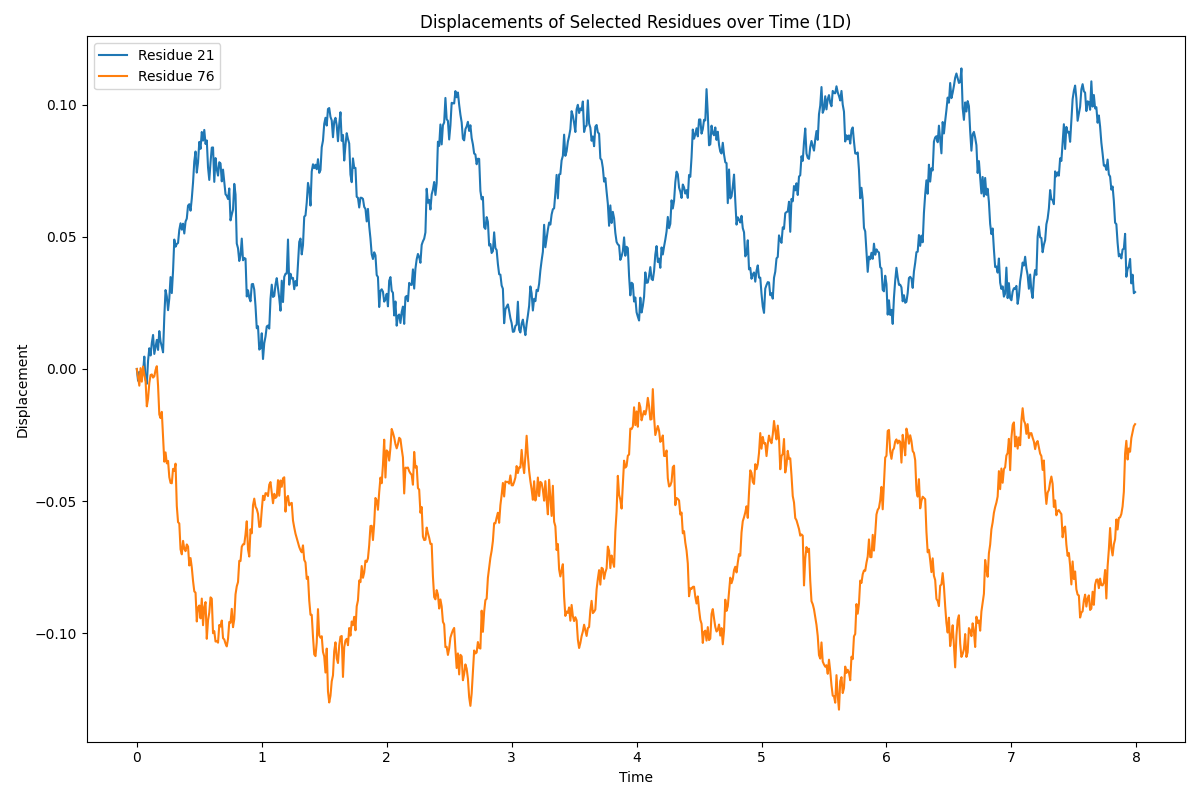 Displacements of Selected Residues over Time (1D)
Residue 21
Residue 76
Displacement
0.10
0.05
0.00
−0.05
−0.10
0 1 2 3 4 5 6 7 8
Time